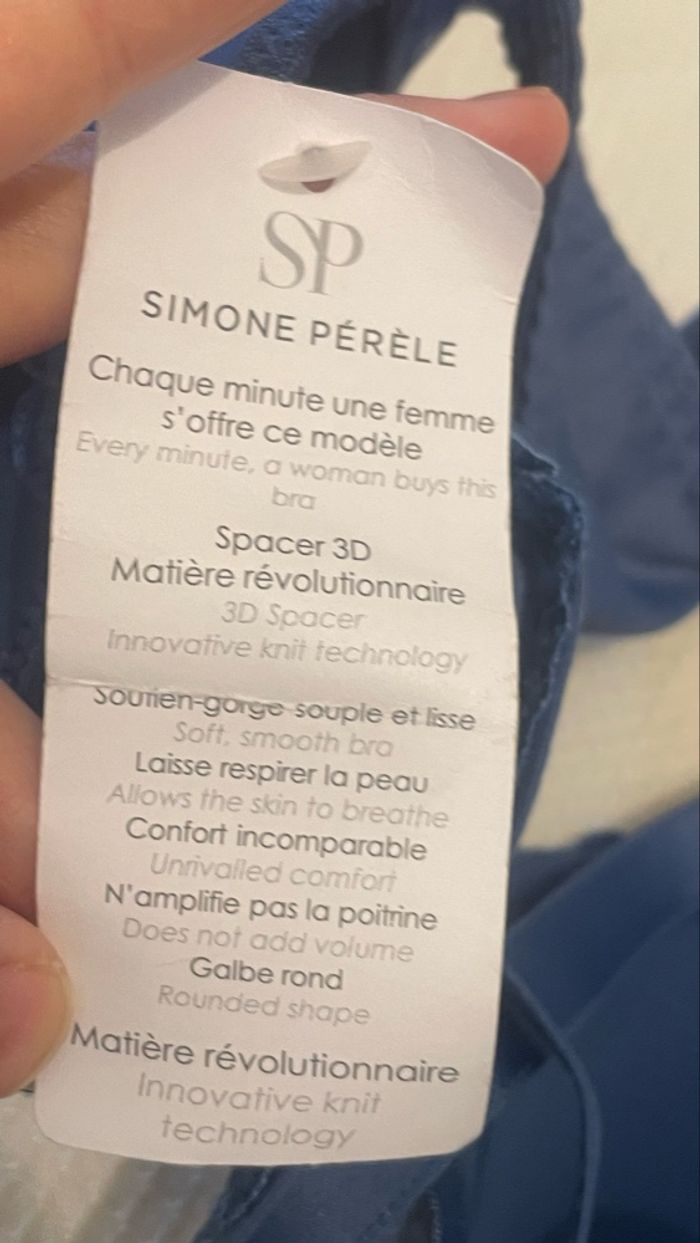 SP
SIMONE PÉRÈLE
Chaque minute une femme
s'offre ce modèle
Every minute, a woman buys this
bra
Spacer 3D
Matière révolutionnaire
3D Spacer
Innovative knit technology
Soutien-gorge souple et lisse
Soft, smooth bra
Laisse respirer la peau
Allows the skin to breathe
Confort incomparable
Unrivalled comfort
N'amplifie pas la poitrine
Does not add volume
Galbe rond
Rounded shape
Matière révolutionnaire
Innovative knit
technology